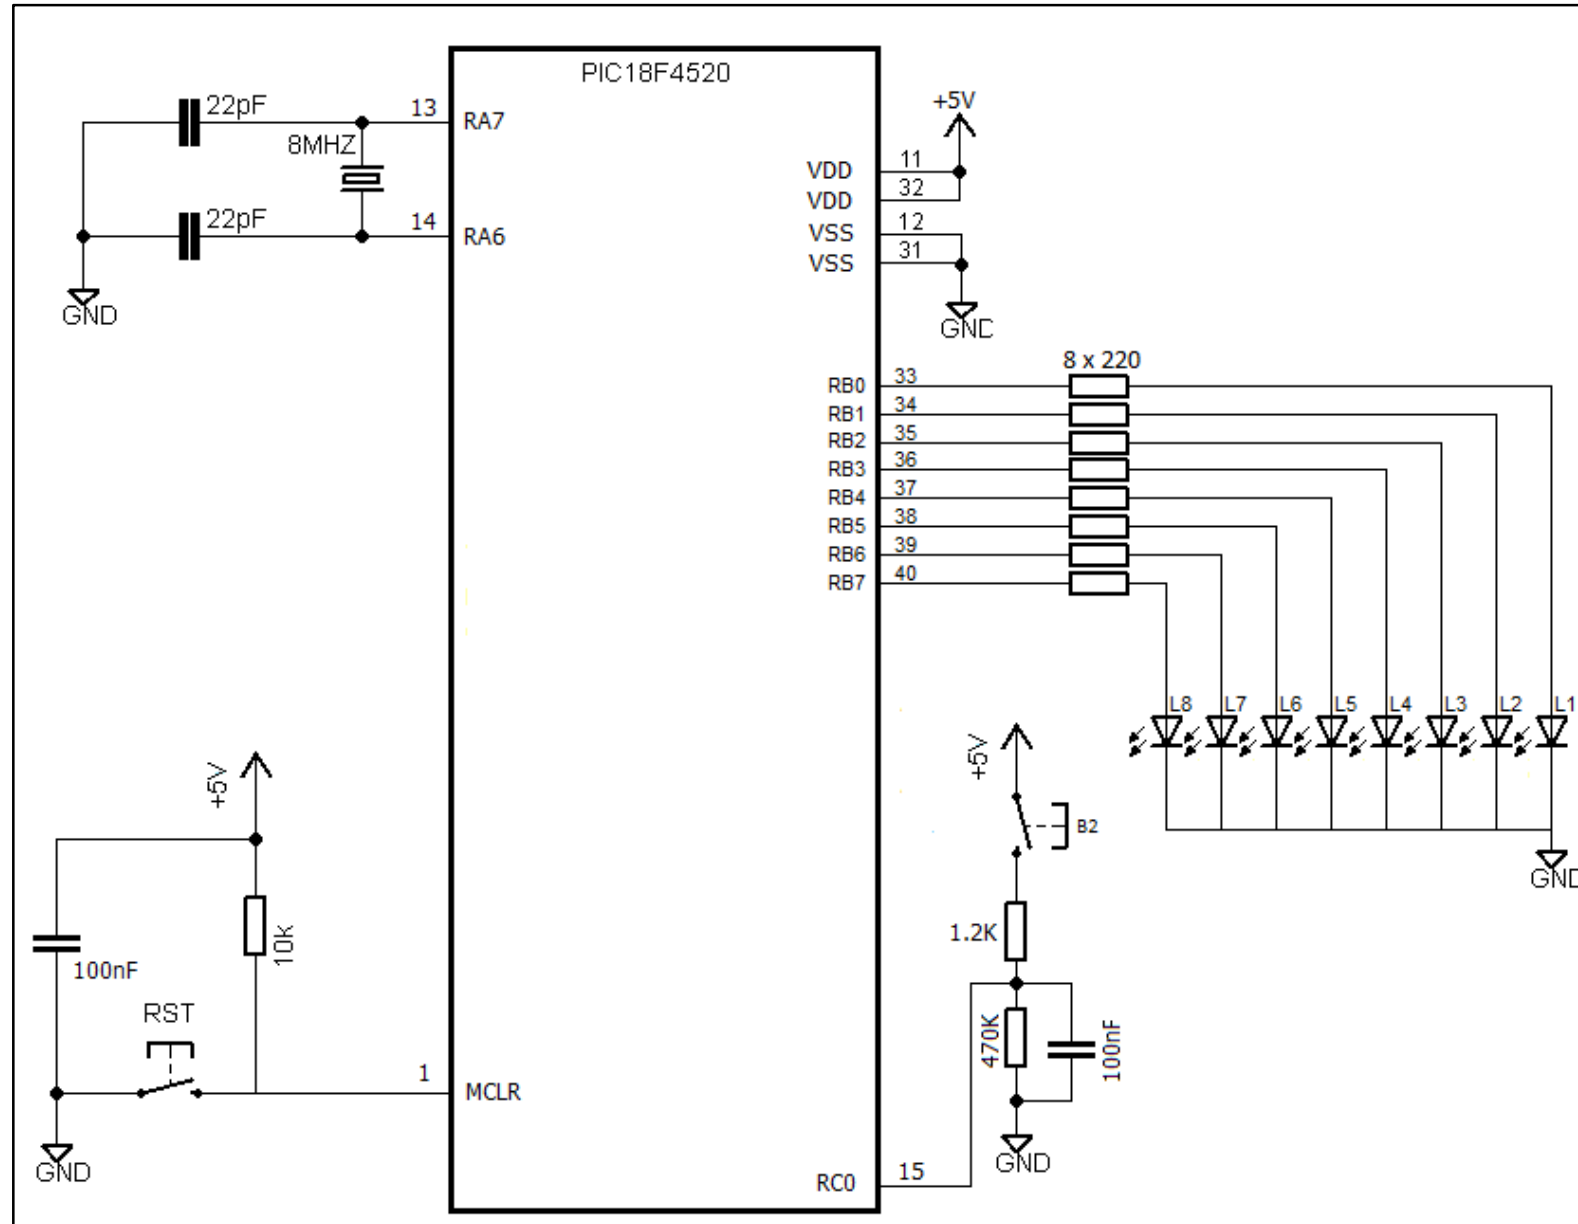 PIC18F4520
22pF
13
RA7
8MHZ
22pF
14
RA6
GND
+5V
VDD
11
VDD
32
VSS
12
VSS
31
GND
8 x 220
RB0
33
RB1
34
RB2
35
RB3
36
RB4
37
RB5
38
RB6
39
RB7
40
L8
L7
L6
L5
L4
L3
L2
L1
GND
+5V
B2
1.2K
470K
100nF
GND
+5V
10k
100nF
RST
1
MCLR
GND
RC0
15